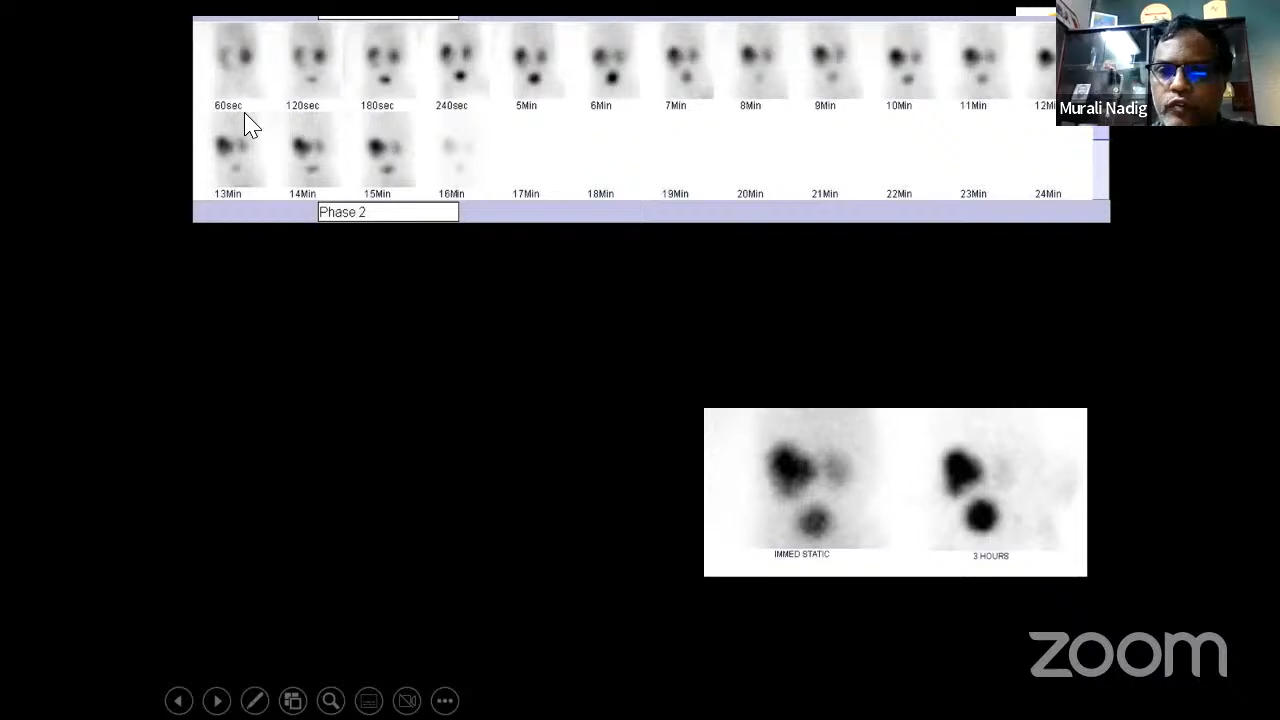 60sec 120sec 180sec 240sec 5Min 6Min 7Min 8Min 9Min 10Min 11Min
Murali Nadig
13Min 14Min 15Min 16Min 17Min 18Min 19Min 20Min 21Min 22Min 23Min 24Min
Phase 2
IMMED STATIC 3 HOURS
zoom